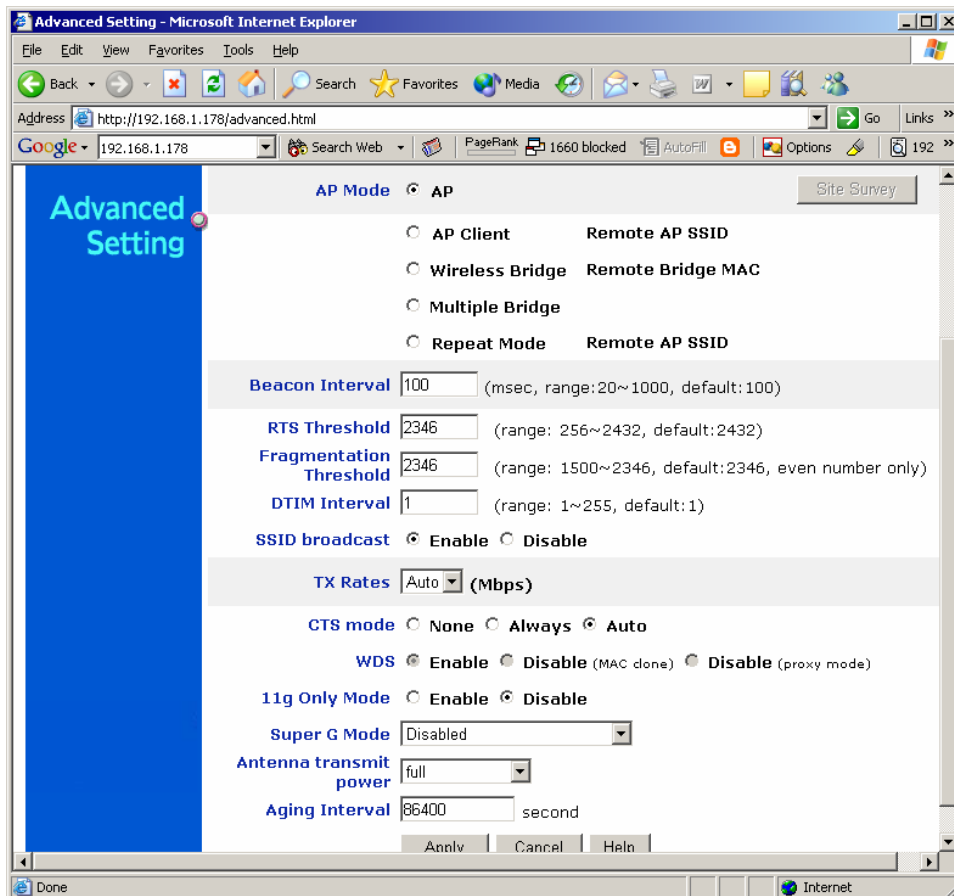 Advanced Setting - Microsoft Internet Explorer
File Edit View Favorites Tools Help
Back Search Favorites Media
Address http://192.168.1.178/advanced.html Go Links »
Google 192.168.1.178 Search Web PageRank 1660 blocked AutoFill Options 192 »
Advanced
Setting
AP Mode AP Site Survey
AP Client Remote AP SSID
Wireless Bridge Remote Bridge MAC
Multiple Bridge
Repeat Mode Remote AP SSID
Beacon Interval 100 (msec, range:20~1000, default:100)
RTS Threshold 2346 (range: 256~2432, default:2432)
Fragmentation
Threshold 2346 (range: 1500~2346, default:2346, even number only)
DTIM Interval 1 (range: 1~255, default:1)
SSID broadcast Enable Disable
TX Rates Auto (Mbps)
CTS mode None Always Auto
WDS Enable Disable (MAC clone) Disable (proxy mode)
11g Only Mode Enable Disable
Super G Mode Disabled
Antenna transmit
power full
Aging Interval 86400 second
Apply Cancel Help
Done Internet